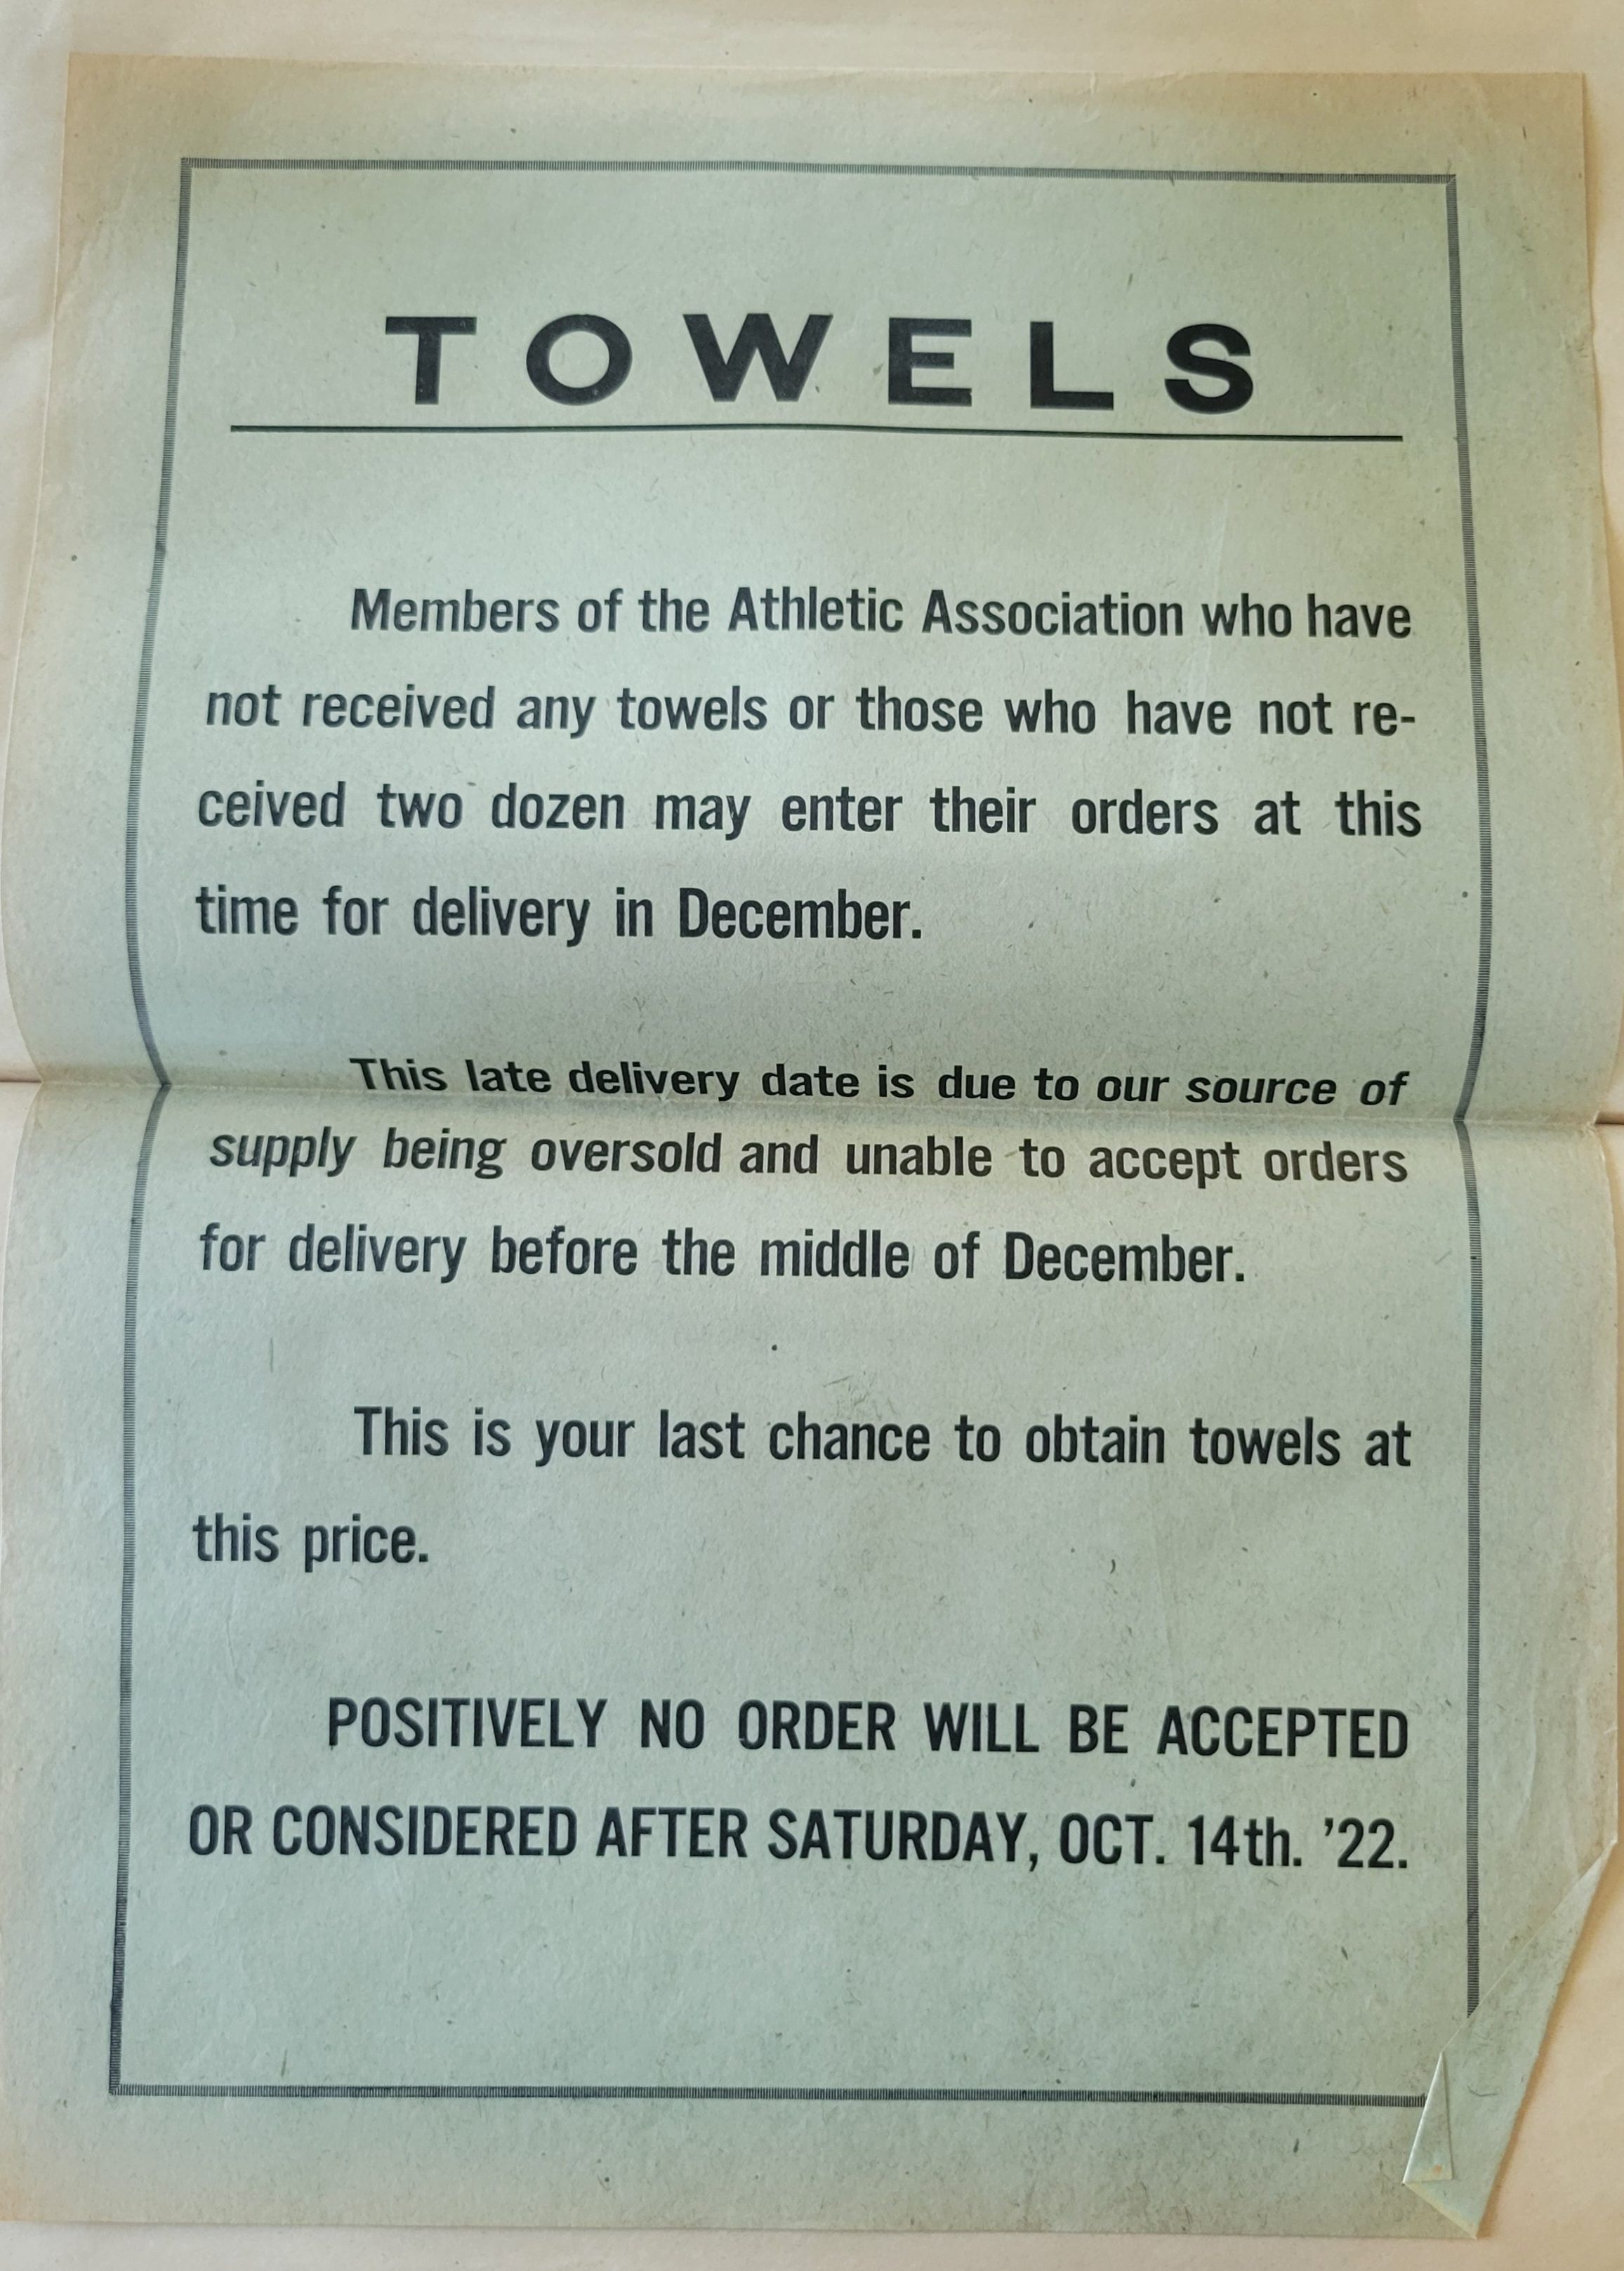 TOWELS
Members of the Athletic Association who have
not received any towels or those who have not re-
ceived two dozen may enter their orders at this
time for delivery in December.
This late delivery date is due to our source of
supply being oversold and unable to accept orders
for delivery before the middle of December.
This is your last chance to obtain towels at
this price.
POSITIVELY NO ORDER WILL BE ACCEPTED
OR CONSIDERED AFTER SATURDAY, OCT. 14th. '22.